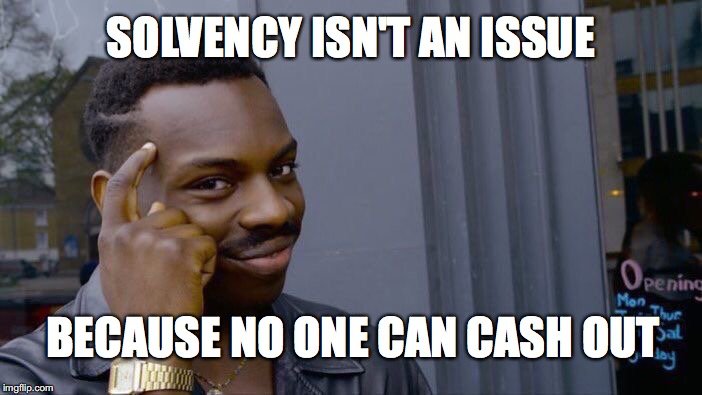 SOLVENCY ISN'T AN ISSUE
Opening
Mon Thur
BECAUSE NO ONE CAN CASH OUT
imgflip.com